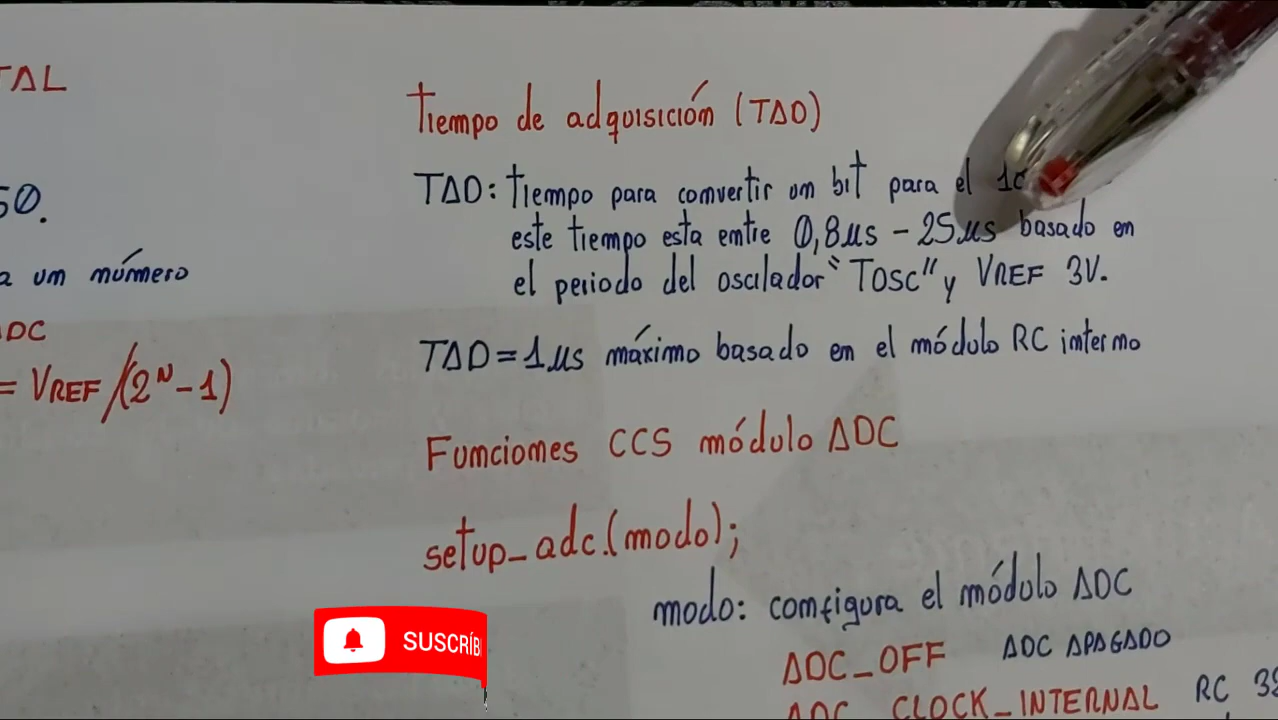 TAL
50.
a un número
DC
= VREF/(2^N-1)
Tiempo de adquisición (TAD)
TAD: Tiempo para convertir un bit para el
este tiempo esta entre 0,8µs - 25µs basado en
el periodo del oscilador "Tosc" y VREF 3V.
TAD = 1µs máximo basado en el módulo RC interno
Funciones CCS módulo ADC
setup_adc.(modo);
modo: configura el módulo ADC
ADC_OFF ADC APAGADO
ADC_CLOCK_INTERNAL RC
SUSCRÍB